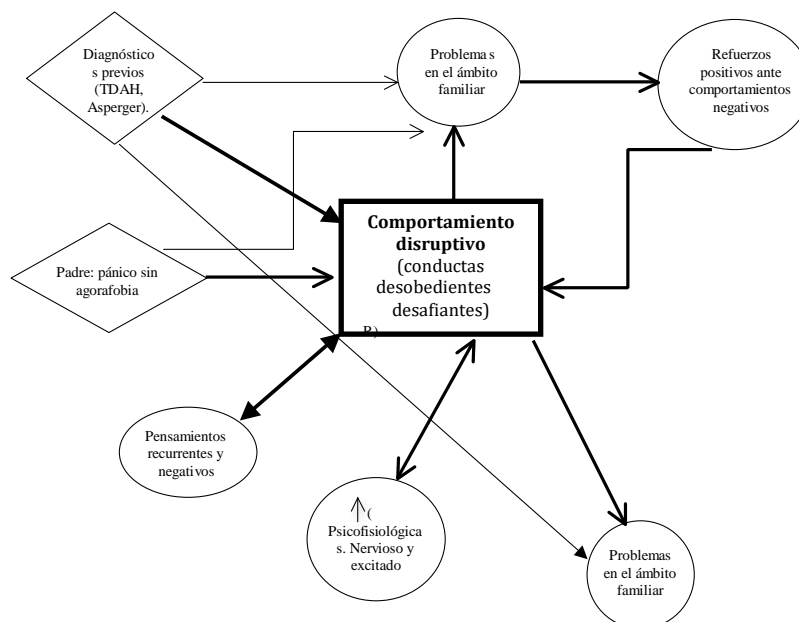 Diagnóstico
s previos
(TDAH,
Asperger).
Problema s
en el ámbito
familiar
Refuerzos
positivos ante
comportamientos
negativos
Comportamiento
disruptivo
(conductas
desobedientes
desafiantes)
R)
Padre: pánico sin
agorafobia
Pensamientos
recurrentes y
negativos
(
Psicofisiológica
s. Nervioso y
excitado
Problemas
en el ámbito
familiar